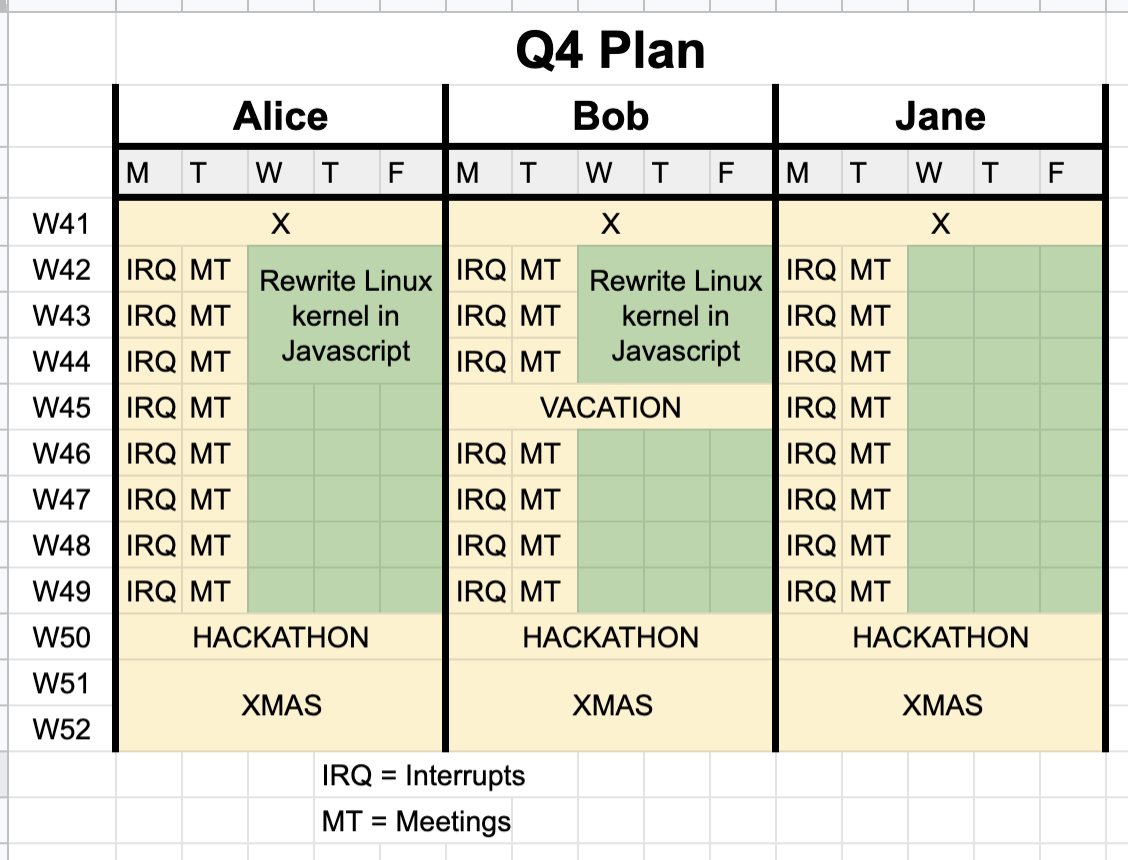 Q4 Plan
Alice Bob Jane
M T W T F M T W T F M T W T F
W41 X X X
W42 IRQ MT Rewrite Linux IRQ MT Rewrite Linux IRQ MT
W43 IRQ MT kernel in IRQ MT kernel in IRQ MT
W44 IRQ MT Javascript IRQ MT Javascript IRQ MT
W45 IRQ MT VACATION IRQ MT
W46 IRQ MT IRQ MT IRQ MT
W47 IRQ MT IRQ MT IRQ MT
W48 IRQ MT IRQ MT IRQ MT
W49 IRQ MT IRQ MT IRQ MT
W50 HACKATHON HACKATHON HACKATHON
W51
XMAS XMAS XMAS
W52
IRQ = Interrupts
MT = Meetings